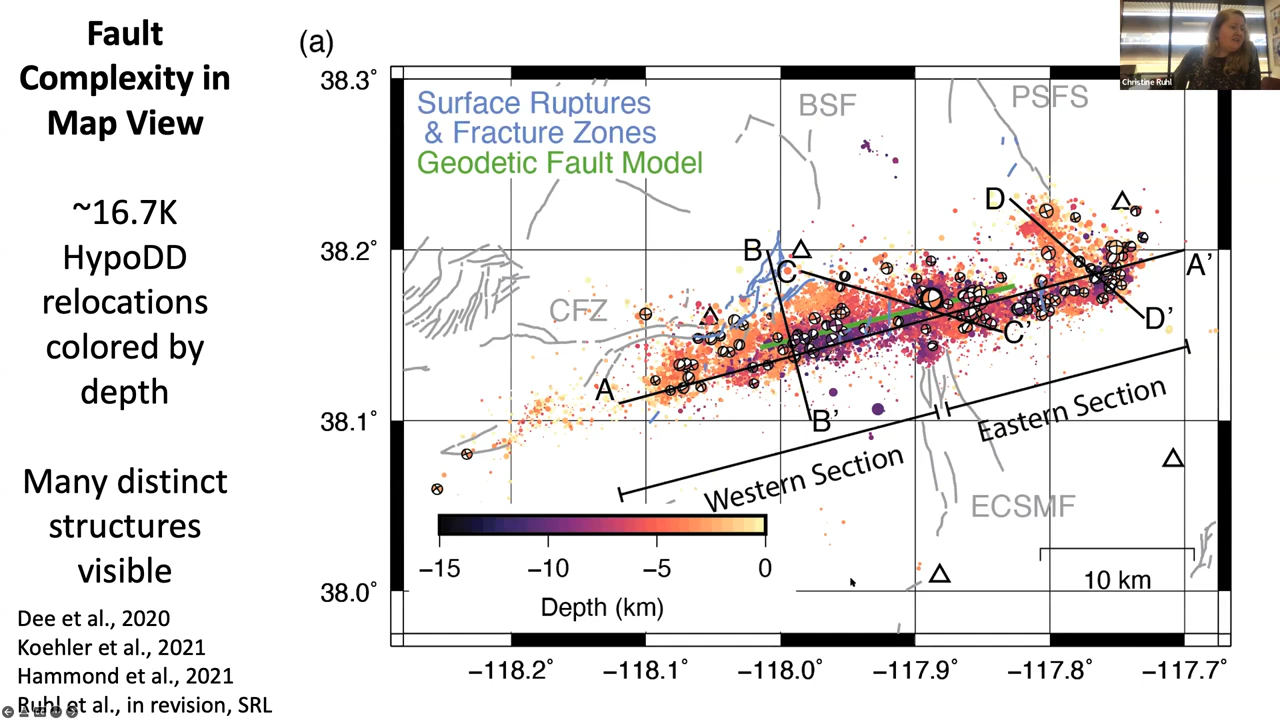 Fault
Complexity in
Map View
~16.7K
HypoDD
relocations
colored by
depth
Many distinct
structures
visible
Dee et al., 2020
Koehler et al., 2021
Hammond et al., 2021
Ruhl et al., in revision, SRL
(a)
Christine Ruhl
38.3°
38.2°
38.1°
38.0°
Surface Ruptures
& Fracture Zones
Geodetic Fault Model
BSF
PSFS
CFZ
ECSMF
A
A’
B
B’
C
C’
D
D’
Western Section
Eastern Section
−15
−10
−5
0
Depth (km)
10 km
−118.2°
−118.1°
−118.0°
−117.9°
−117.8°
−117.7°